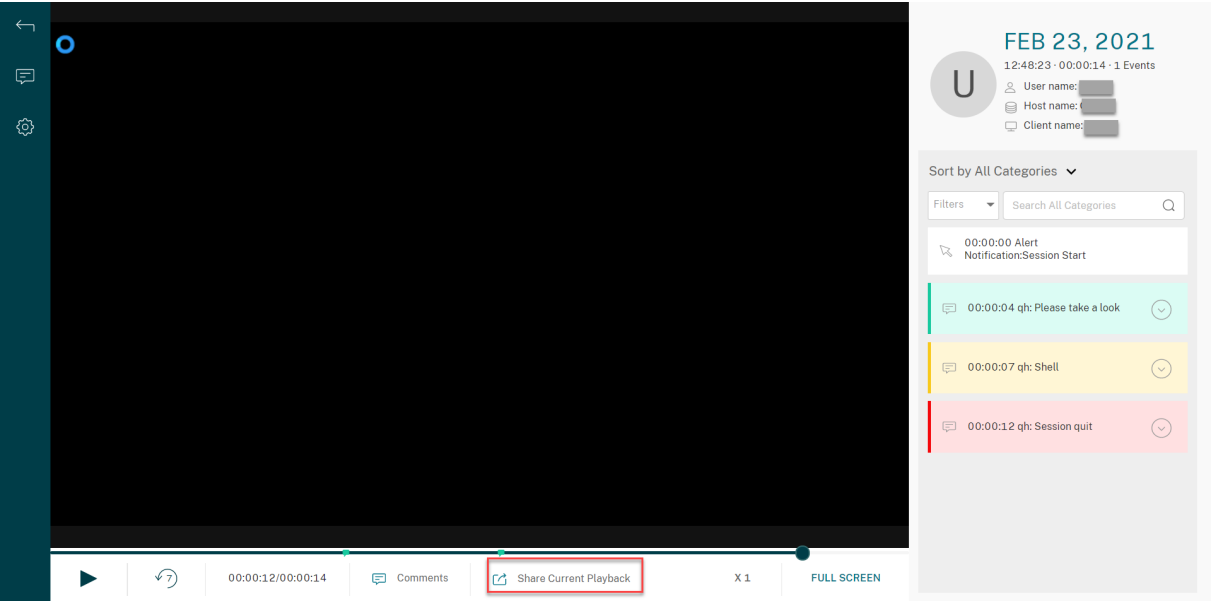 FEB 23, 2021
12:48:23 · 00:00:14 · 1 Events
U
User name:
Host name:
Client name:
Sort by All Categories
Filters
Search All Categories
00:00:00 Alert
Notification:Session Start
00:00:04 qh: Please take a look
00:00:07 qh: Shell
00:00:12 qh: Session quit
7
00:00:12/00:00:14
Comments
Share Current Playback
X 1
FULL SCREEN